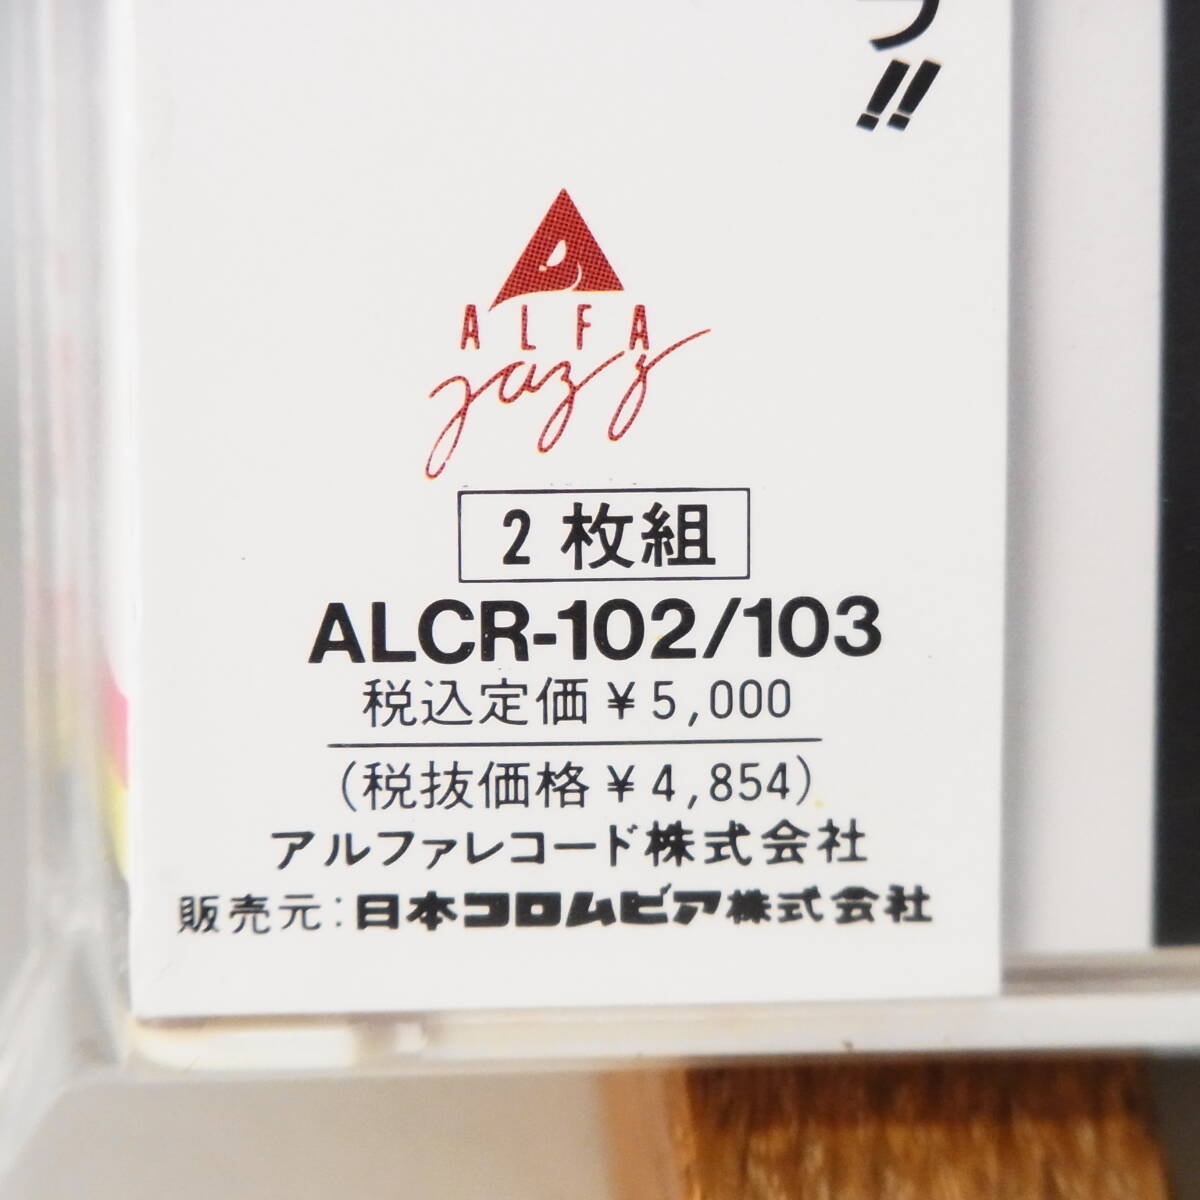 フ!!
ALFA
jazz
2枚組
ALCR-102/103
税込定価¥5,000
(税抜価格¥4,854)
アルファレコード株式会社
販売元:日本コロムビア株式会社